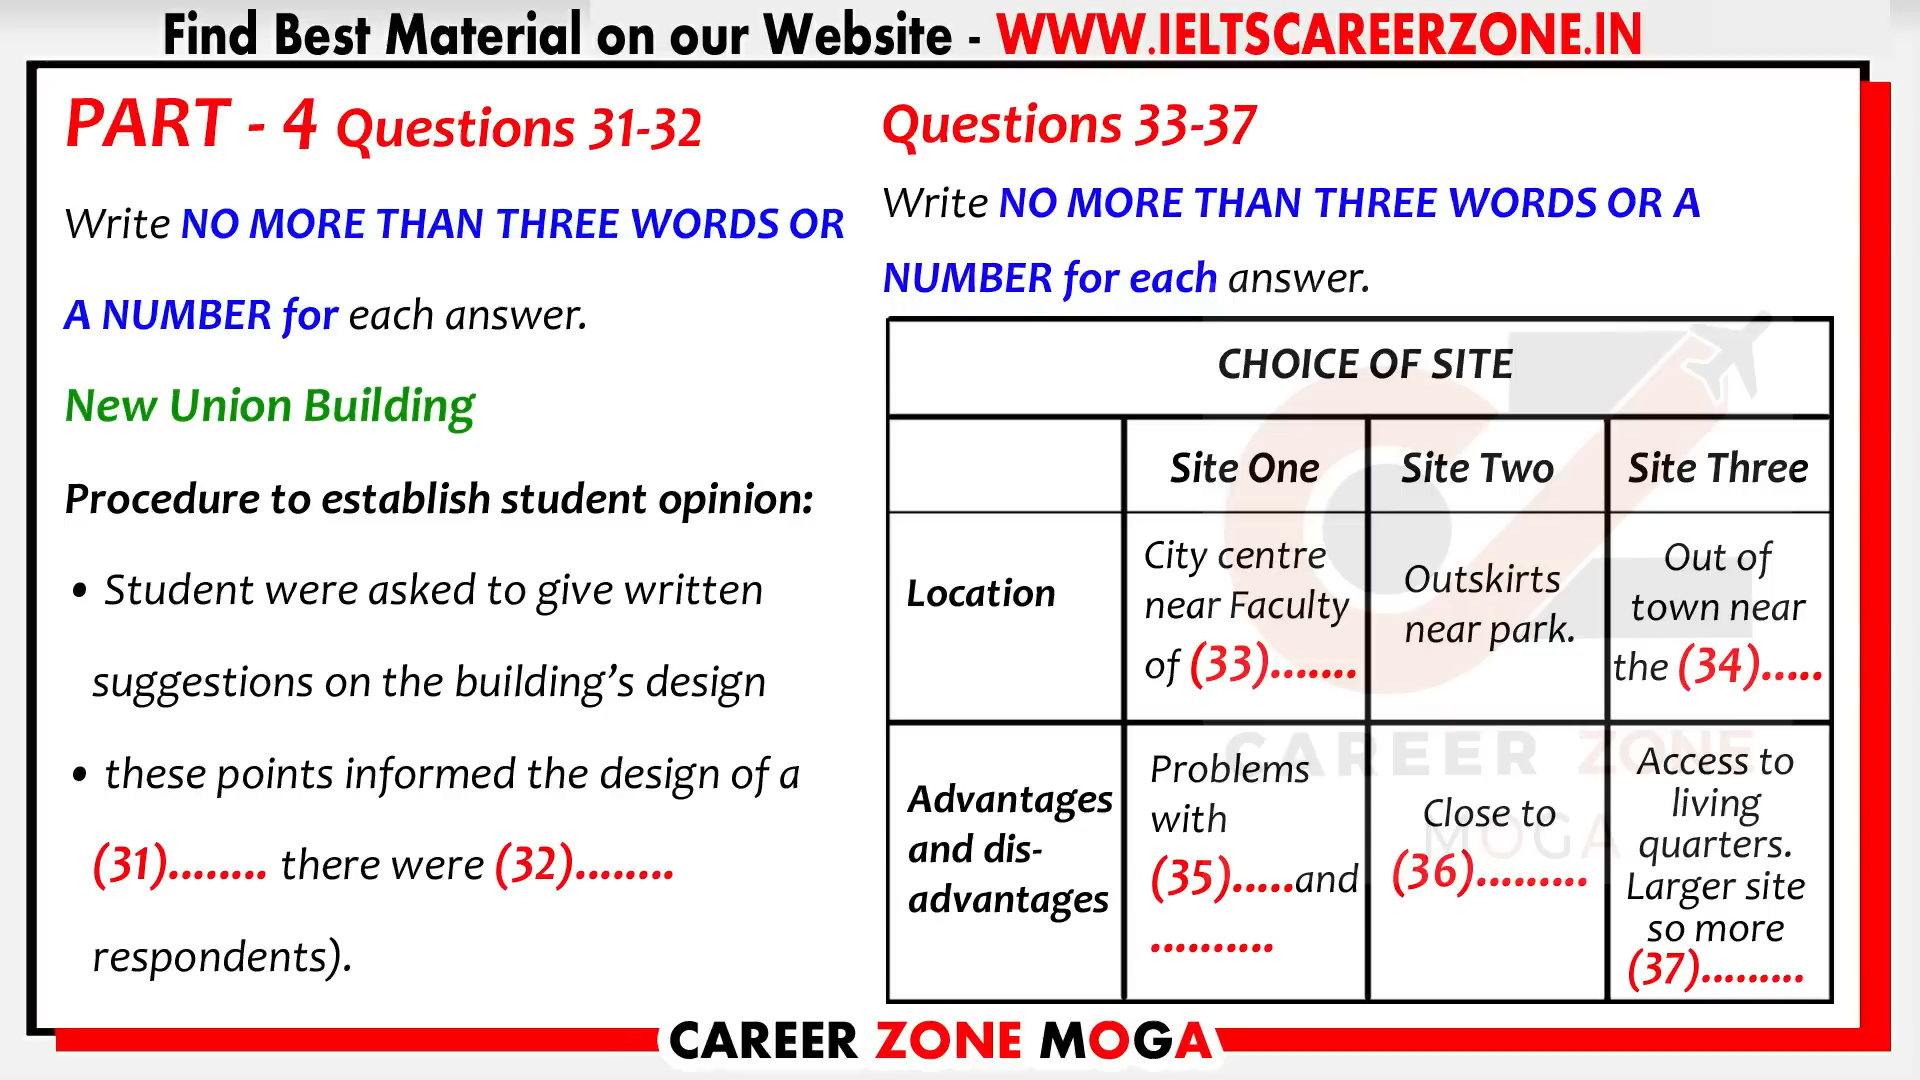 Find Best Material on our Website - WWW.IELTSCAREERZONE.IN
PART - 4 Questions 31-32
Write NO MORE THAN THREE WORDS OR
A NUMBER for each answer.
New Union Building
Procedure to establish student opinion:
• Student were asked to give written
suggestions on the building's design
• these points informed the design of a
(31)........ there were (32)........
respondents).
Questions 33-37
Write NO MORE THAN THREE WORDS OR A
NUMBER for each answer.
CHOICE OF SITE
Site One
Site Two
Site Three
Location
City centre
near Faculty
of (33).......
Outskirts
near park.
Out of
town near
the (34).....
Advantages
and dis-
advantages
Problems
with
(35).....and
..........
Close to
(36).........
Access to
living
quarters.
Larger site
so more
(37).........
CAREER ZONE
MOGA
CAREER ZONE MOGA